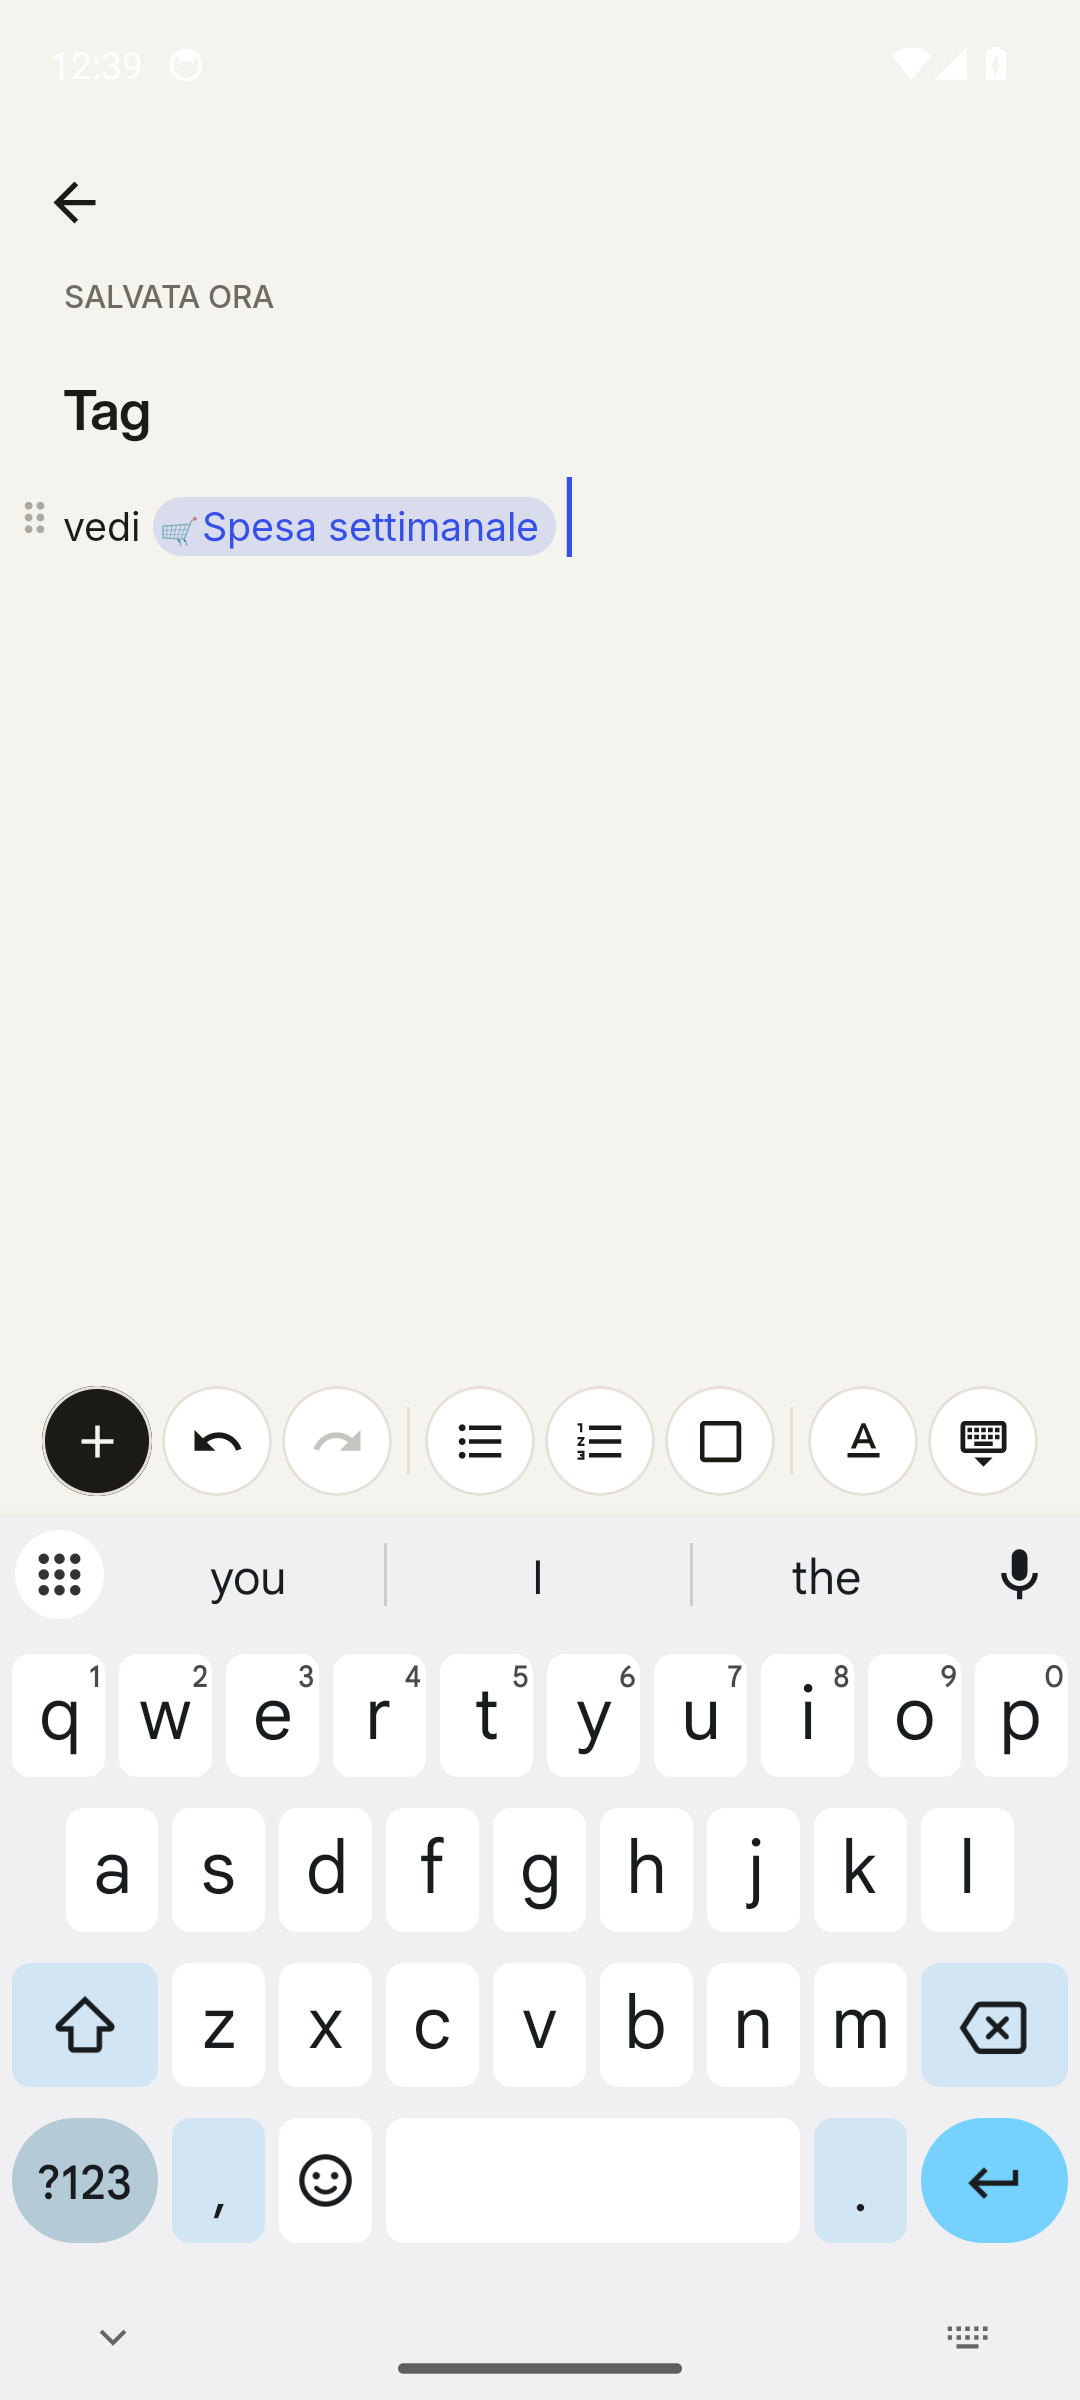 12:39
SALVATA ORA
Tag
vedi 🛒Spesa settimanale
you I the
q 1 w 2 e 3 r 4 t 5 y 6 u 7 i 8 o 9 p 0
a s d f g h j k l
z x c v b n m
?123 , .